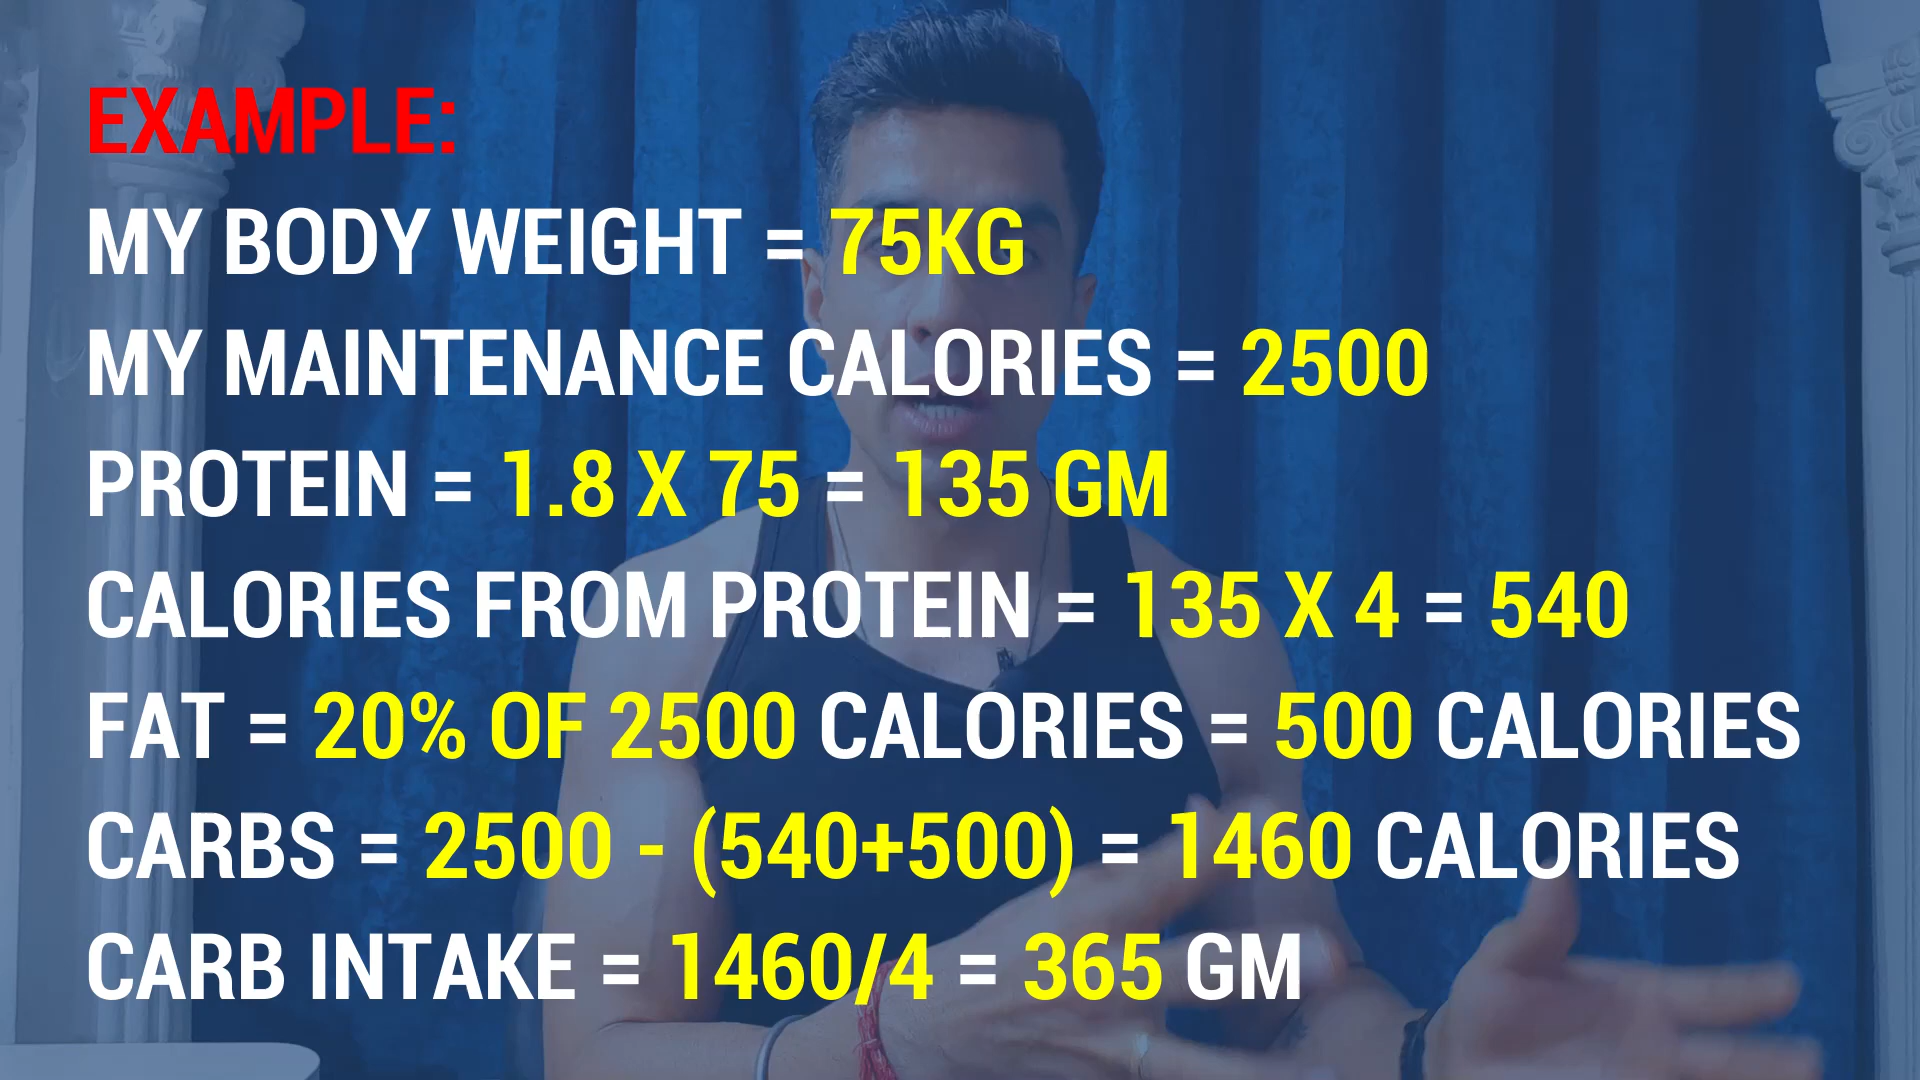 EXAMPLE:
MY BODY WEIGHT = 75KG
MY MAINTENANCE CALORIES = 2500
PROTEIN = 1.8 X 75 = 135 GM
CALORIES FROM PROTEIN = 135 X 4 = 540
FAT = 20% OF 2500 CALORIES = 500 CALORIES
CARBS = 2500 - (540+500) = 1460 CALORIES
CARB INTAKE = 1460/4 = 365 GM